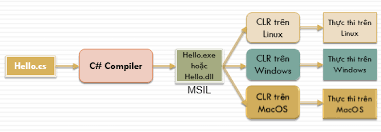 Hello.cs
C# Compiler
Hello.exe
hoặc
Hello.dll
MSIL
CLR trên
Linux
Thực thi trên
Linux
CLR trên
Windows
Thực thi trên
Windows
CLR trên
MacOS
Thực thi trên
MacOS